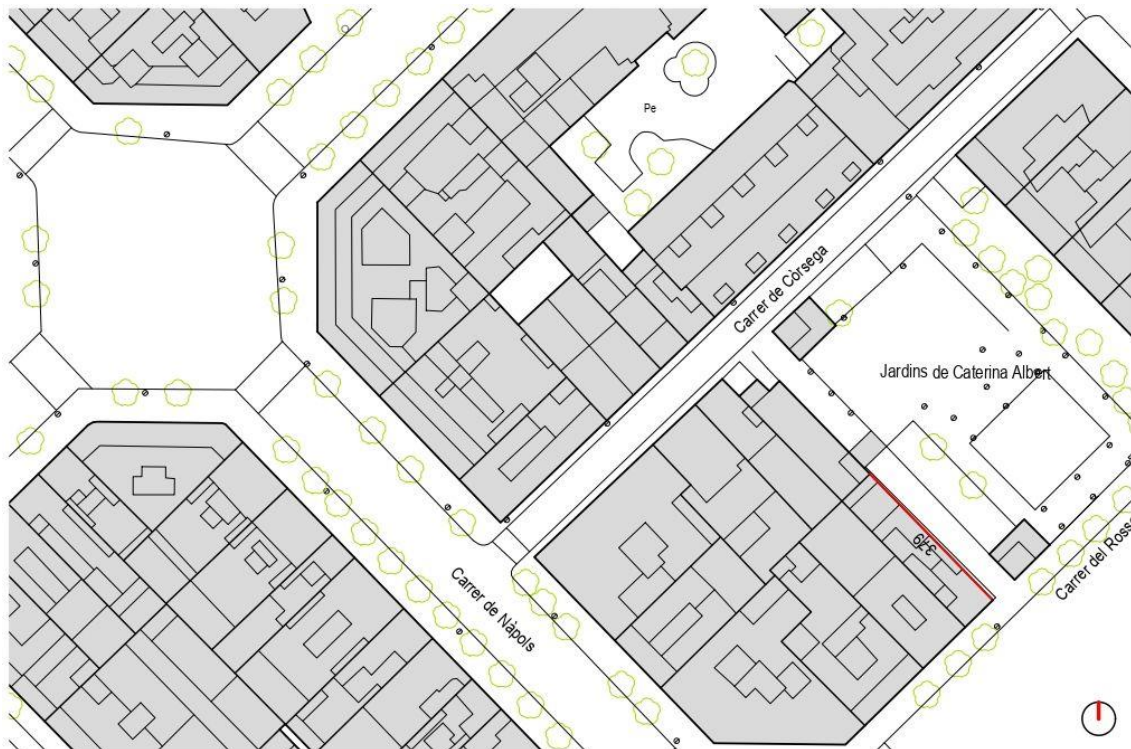 Pe
Carrer de Còrsega
Jardins de Caterina Albert
379
Carrer del Ross
Carrer de Nàpols